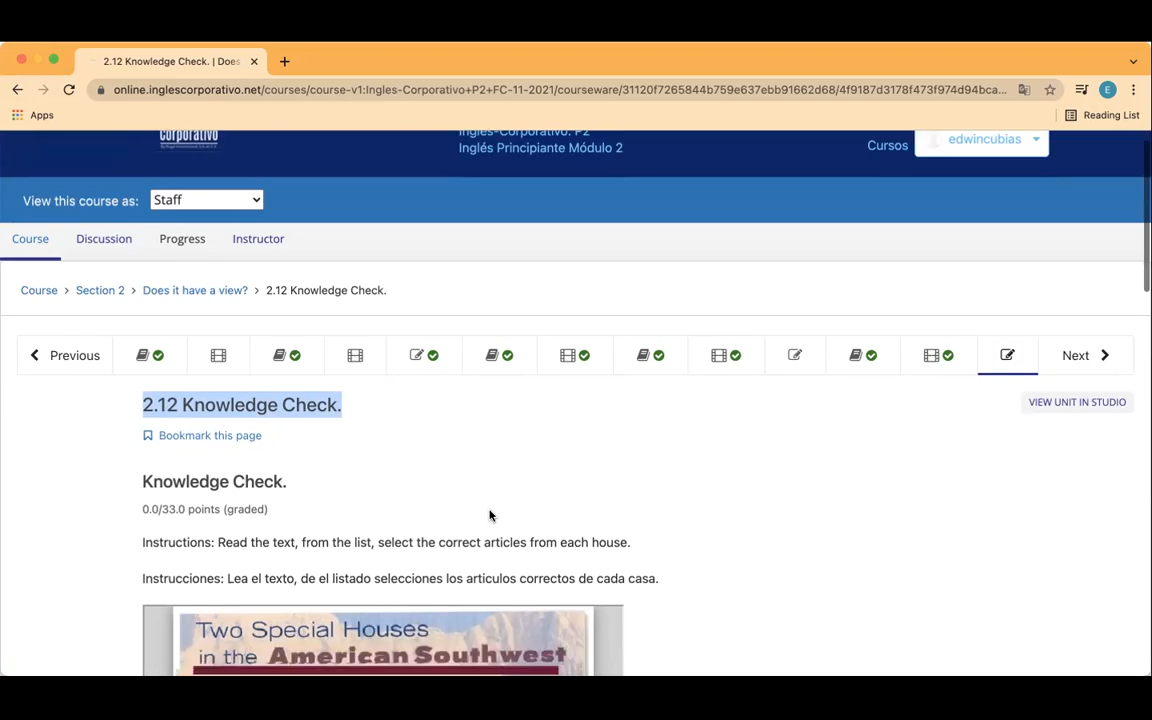 2.12 Knowledge Check. | Does
online.inglescorporativo.net/courses/course-v1:Ingles-Corporativo+P2+FC-11-2021/courseware/31120f7265844b759e637ebb91662d68/4f9187d3178f473f974d94bca...
E
Apps
Reading List
corporativo
Ingles-Corporativo: P2
Inglés Principiante Módulo 2
Cursos
edwincubias
View this course as:
Staff
Course
Discussion
Progress
Instructor
Course > Section 2 > Does it have a view? > 2.12 Knowledge Check.
Previous
Next
2.12 Knowledge Check.
VIEW UNIT IN STUDIO
Bookmark this page
Knowledge Check.
0.0/33.0 points (graded)
Instructions: Read the text, from the list, select the correct articles from each house.
Instrucciones: Lea el texto, de el listado selecciones los articulos correctos de cada casa.
Two Special Houses
in the American Southwest